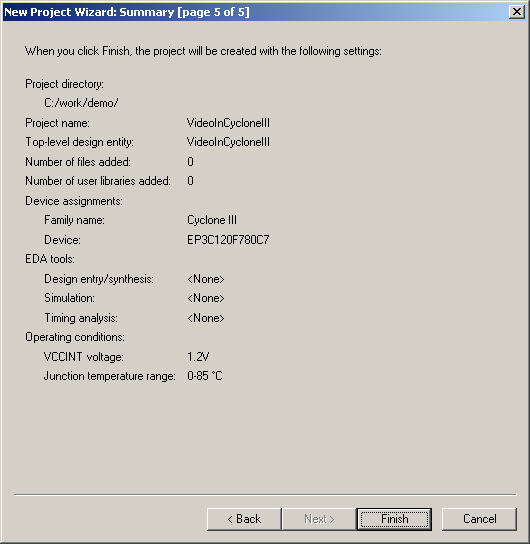 New Project Wizard: Summary [page 5 of 5]
When you click Finish, the project will be created with the following settings:
Project directory:
C:/work/demo/
Project name: VideoInCycloneIII
Top-level design entity: VideoInCycloneIII
Number of files added: 0
Number of user libraries added: 0
Device assignments:
Family name: Cyclone III
Device: EP3C120F780C7
EDA tools:
Design entry/synthesis: <None>
Simulation: <None>
Timing analysis: <None>
Operating conditions:
VCCINT voltage: 1.2V
Junction temperature range: 0-85 °C
< Back Next > Finish Cancel